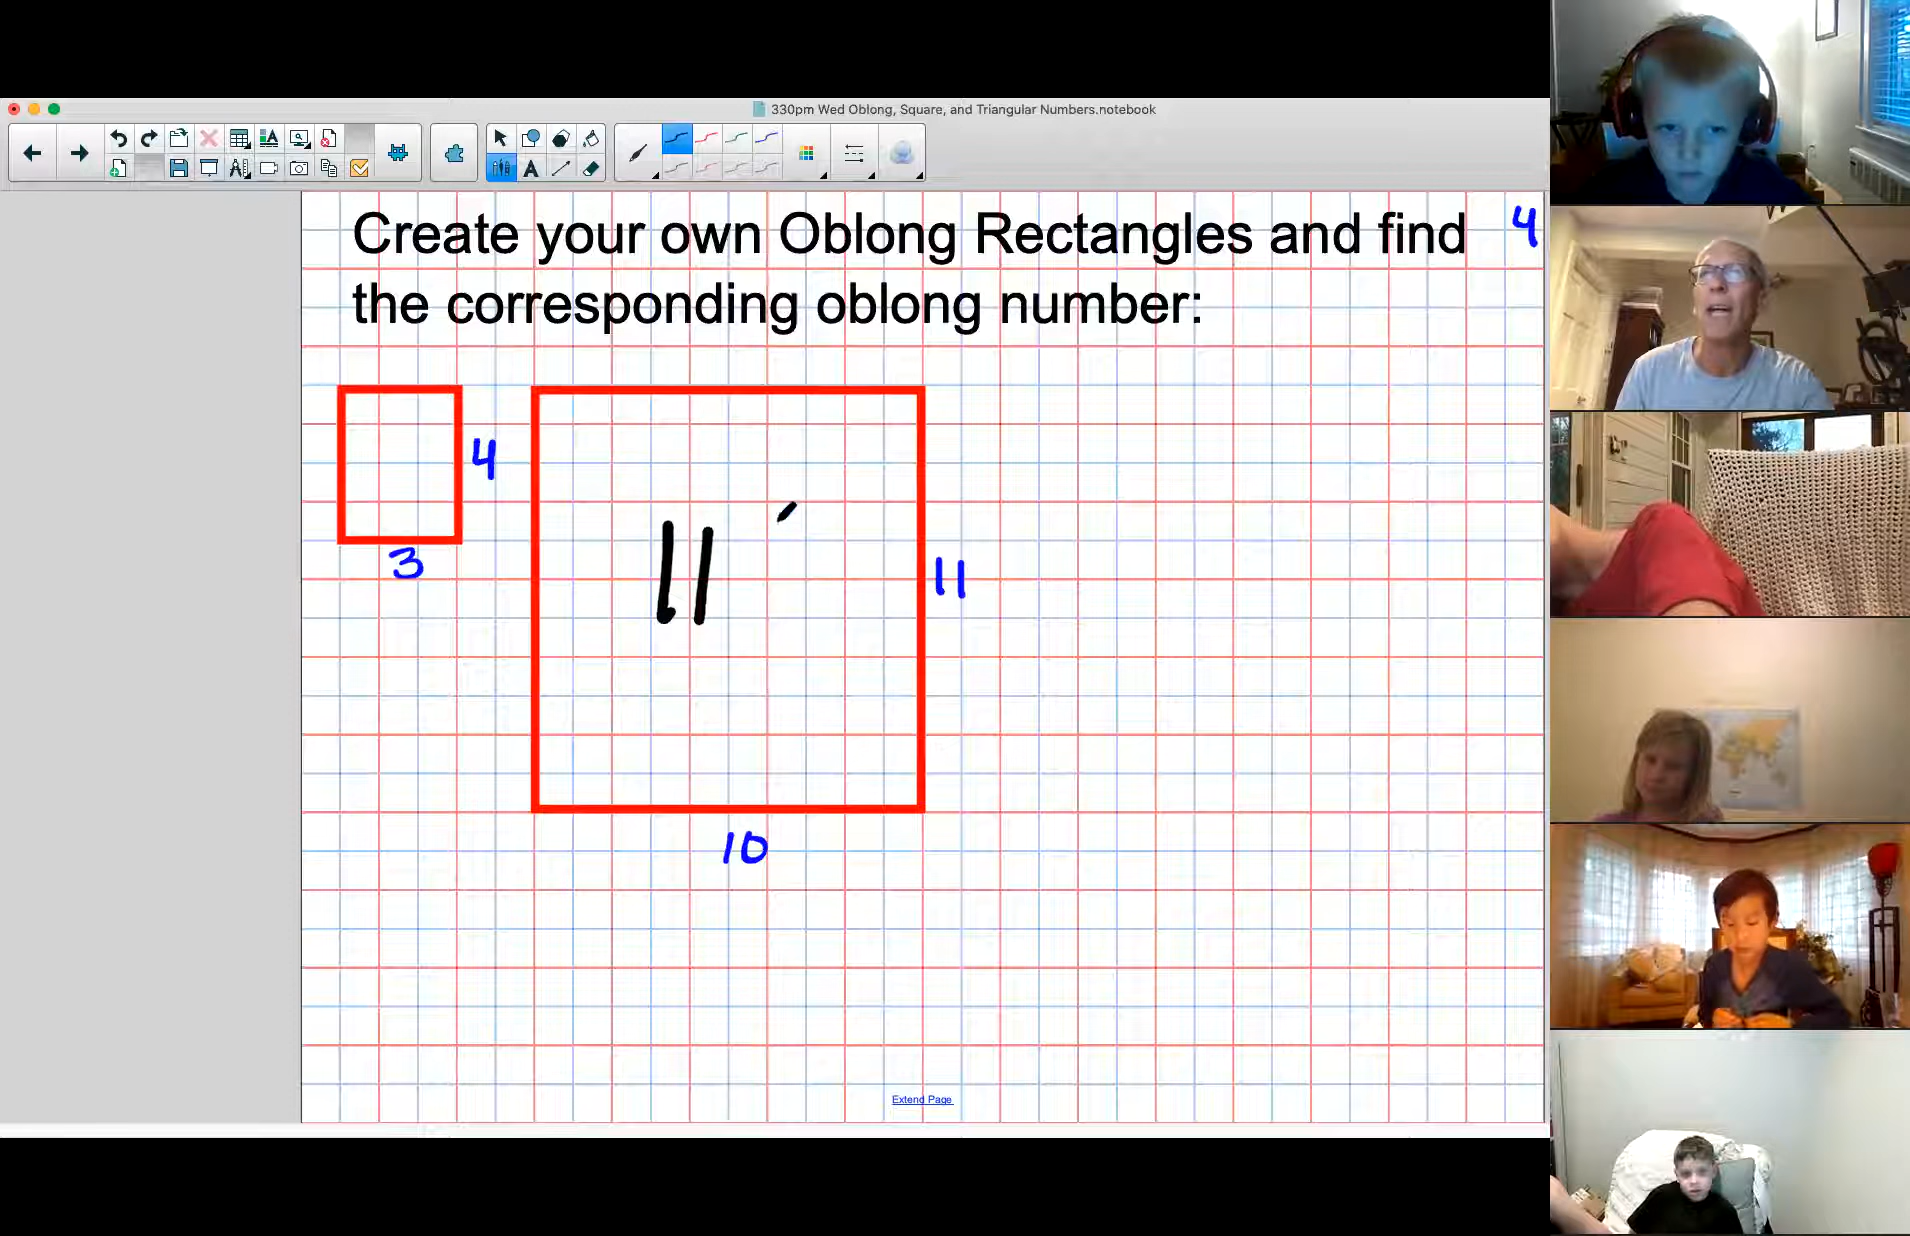 330pm Wed Oblong, Square, and Triangular Numbers.notebook
Create your own Oblong Rectangles and find
the corresponding oblong number:
4
4
3
11
11
10
Extend Page